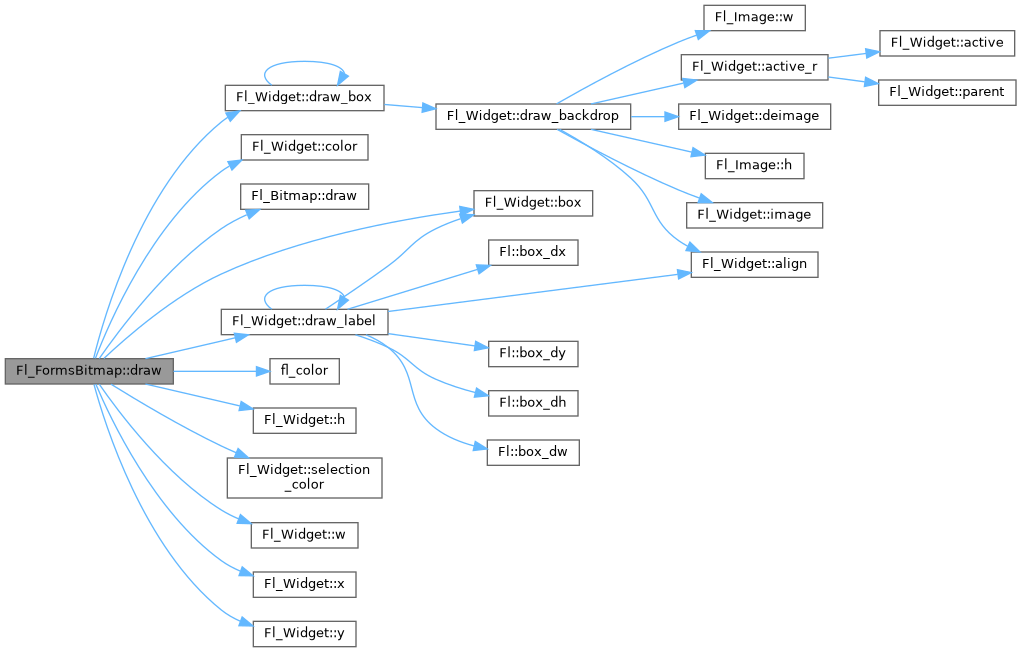 Fl_Image::w
Fl_Widget::active
Fl_Widget::active_r
Fl_Widget::parent
Fl_Widget::draw_box
Fl_Widget::draw_backdrop
Fl_Widget::deimage
Fl_Widget::color
Fl_Image::h
Fl_Bitmap::draw
Fl_Widget::box
Fl_Widget::image
Fl::box_dx
Fl_Widget::align
Fl_Widget::draw_label
Fl::box_dy
Fl_FormsBitmap::draw
fl_color
Fl::box_dh
Fl_Widget::h
Fl::box_dw
Fl_Widget::selection
_color
Fl_Widget::w
Fl_Widget::x
Fl_Widget::y